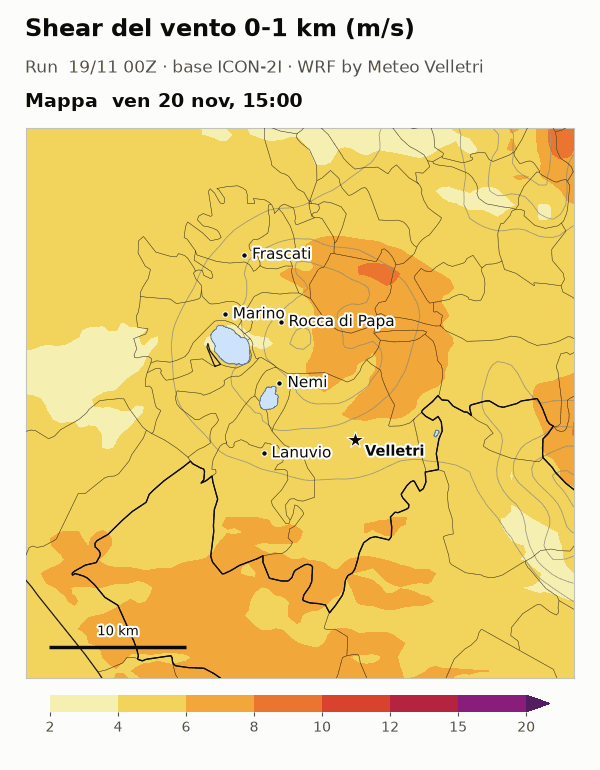 Shear del vento 0-1 km (m/s)
Run 19/11 00Z · base ICON-2I · WRF by Meteo Velletri
Mappa ven 20 nov, 15:00
Frascati
Marino
Rocca di Papa
Nemi
Velletri
Lanuvio
10 km
2 4 6 8 10 12 15 20